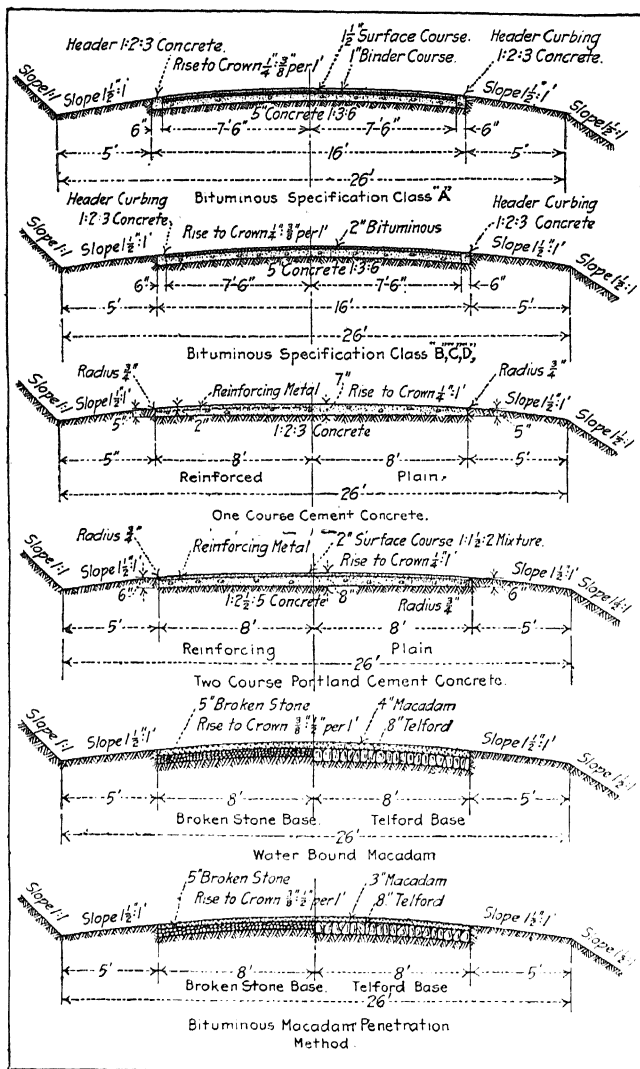 Header 1:2:3 Concrete.
1½" Surface Course.
Header Curbing
Rise to Crown ¼":⅜" per 1'
1" Binder Course.
1:2:3 Concrete.
Slope 1:1
Slope 1½":1'
Slope 1½":1'
Slope 1½:1
5" Concrete 1:3:6
6" 7'-6" 7'-6" 6"
5' 16' 5"
26'
Bituminous Specification Class "A"
Header Curbing
1:2:3 Concrete
Rise to Crown ¼":⅜" per 1'
2" Bituminous
Header Curbing
1:2:3 Concrete
Slope 1:1
Slope 1½":1'
Slope 1½":1'
Slope 1½:1
5" Concrete 1:3:6
6" 7'-6" 7'-6" 6"
5' 16' 5'
26'
Bituminous Specification Class "B","C","D",
Radius ¾"
Reinforcing Metal
7"
Rise to Crown ¼":1'
Radius ¾"
Slope 1:1
Slope 1½":1'
Slope 1½":1'
Slope 1½:1
5" 2" 1:2:3 Concrete 5"
5" 8' 8' 5'
Reinforced Plain.
26'
One Course Cement Concrete.
Radius ¾"
Reinforcing Metal
2" Surface Course 1:1½:2 Mixture.
Rise to Crown ¼":1'
Slope 1:1
Slope 1½":1'
Slope 1½":1'
Slope 1½:1
6" 1:2½:5 Concrete 8" Radius ¾" 6"
5' 8' 8' 5'
Reinforcing Plain
26'
Two Course Portland Cement Concrete.
5" Broken Stone
4" Macadam
Rise to Crown ⅜":½" per 1'
8" Telford
Slope 1:1
Slope 1½":1'
Slope 1½":1'
Slope 1½:1
5' 8' 8' 5'
Broken Stone Base. Telford Base
26'
Water Bound Macadam
5" Broken Stone
3" Macadam
Rise to Crown ⅜":½" per 1'
8" Telford
Slope 1:1
Slope 1½":1'
Slope 1½":1'
Slope 1½:1
5' 8' 8' 5'
Broken Stone Base. Telford Base
26'
Bituminous Macadam Penetration
Method.